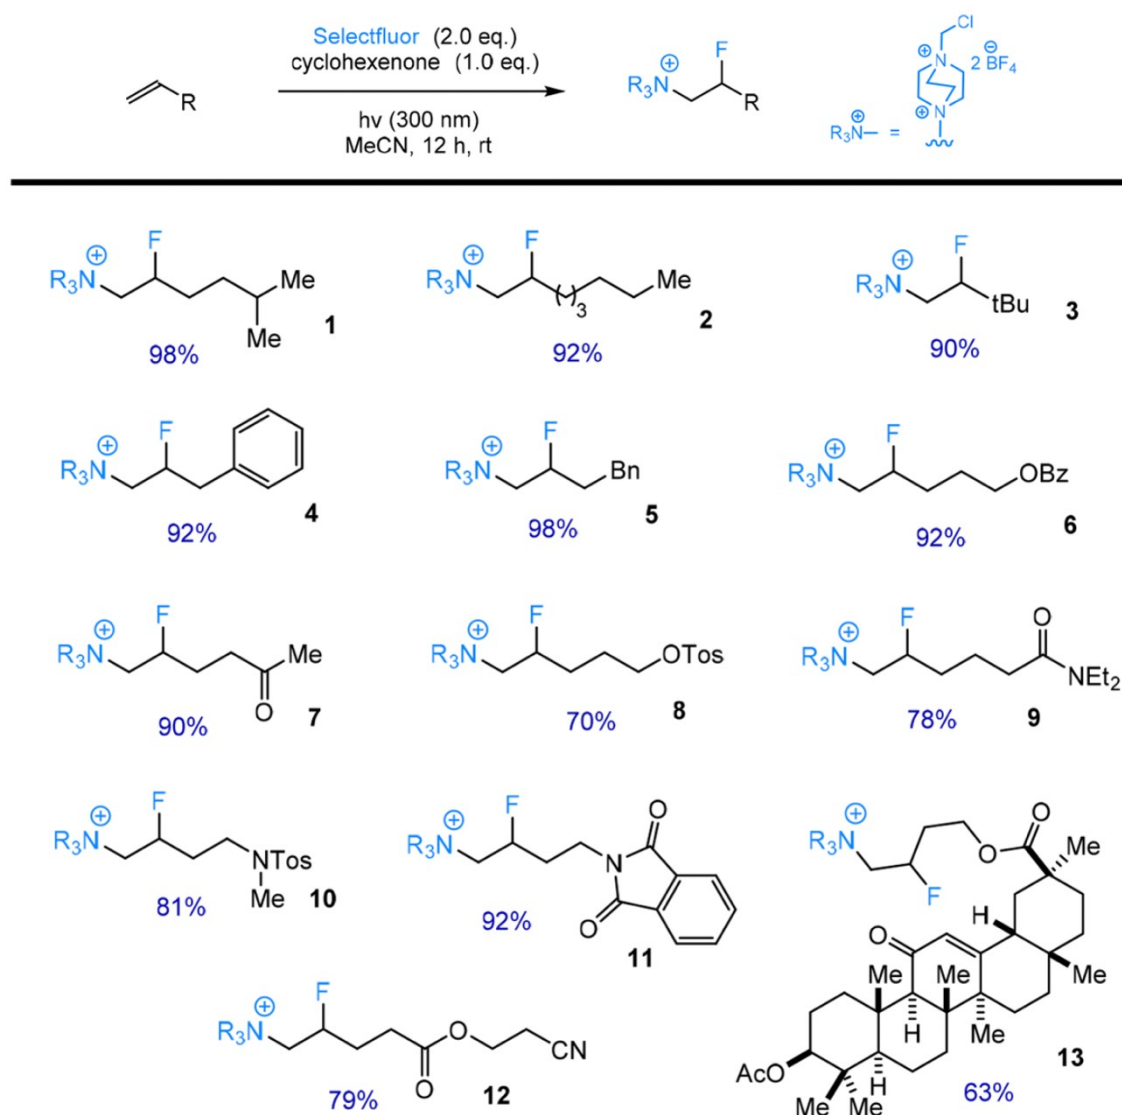 Selectfluor (2.0 eq.)
cyclohexenone (1.0 eq.)
hv (300 nm)
MeCN, 12 h, rt
R
R₃N⊕ F R
R₃N⊕— =
Cl
N⊕
N⊕
2 BF₄⊖
R₃N⊕ F Me Me 1
98%
R₃N⊕ F ( )₃ Me 2
92%
R₃N⊕ F tBu 3
90%
R₃N⊕ F 4
92%
R₃N⊕ F Bn 5
98%
R₃N⊕ F OBz 6
92%
R₃N⊕ F Me O 7
90%
R₃N⊕ F OTos 8
70%
R₃N⊕ F O NEt₂ 9
78%
R₃N⊕ F NTos Me 10
81%
R₃N⊕ F O N O 11
92%
R₃N⊕ F O O CN 12
79%
R₃N⊕ F O O Me
H O
Me Me Me
H Me
AcO H
Me Me
13
63%